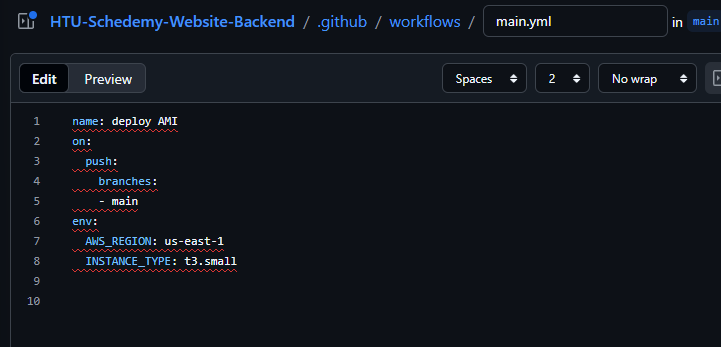 HTU-Schedemy-Website-Backend / .github / workflows / main.yml in main
Edit Preview Spaces 2 No wrap
1 name: deploy AMI
2 on:
3   push:
4     branches:
5     - main
6 env:
7   AWS_REGION: us-east-1
8   INSTANCE_TYPE: t3.small
9
10